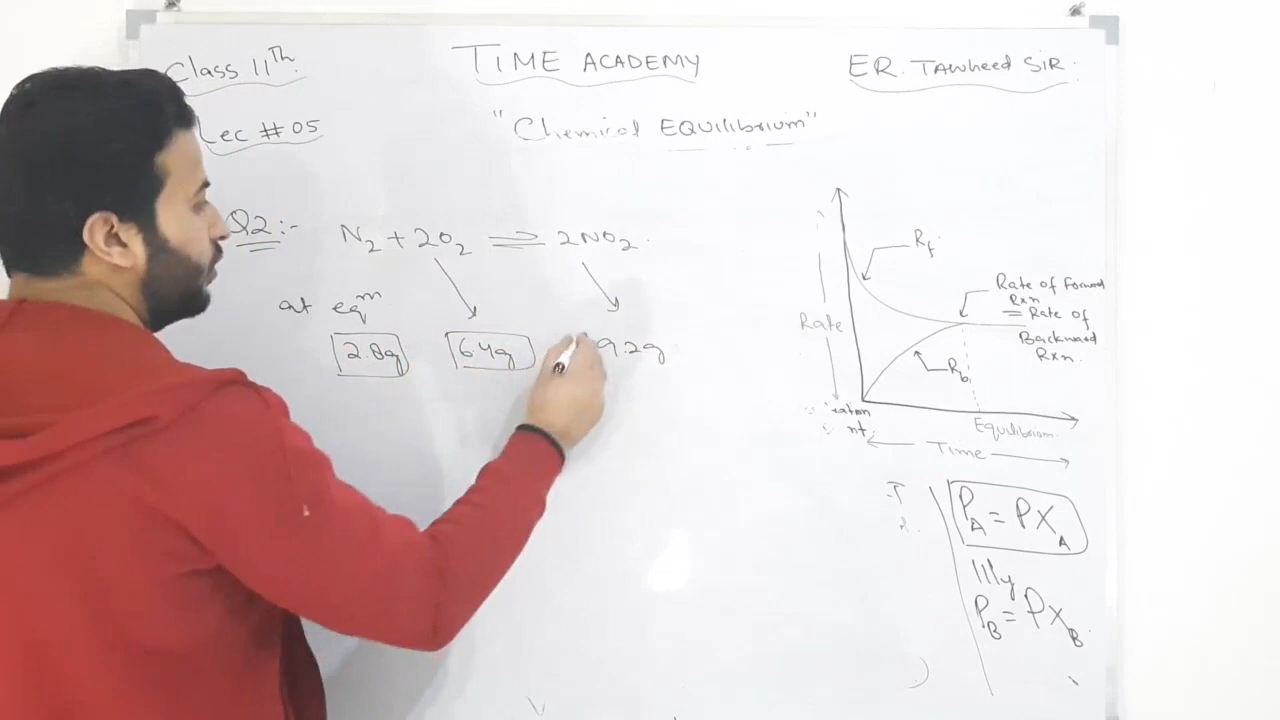 Class 11Th
TIME ACADEMY
ER. TAWHEED SIR.
Lec # 05
"Chemical EQUilibrium"
Q2:-
N2 + 2O2 ⇌ 2NO2.
at eqm
2.8g
6.4g
9.2g
Rf
Rate of Forward
Rxn
= Rate of
Backward
Rxn.
Rate
Rb
Equilibrium
Time
PA = PXA
|||ly
PB = PXB